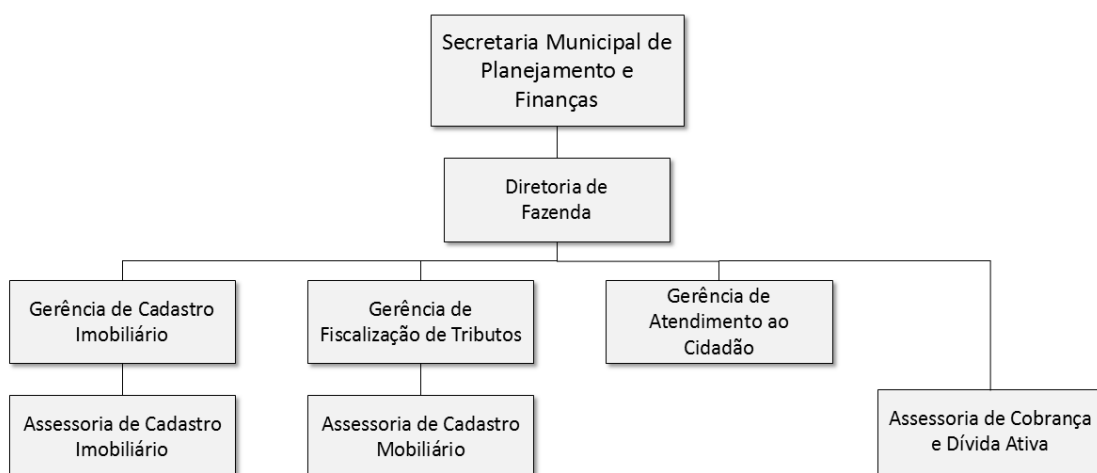 Secretaria Municipal de
Planejamento e
Finanças
Diretoria de
Fazenda
Gerência de Cadastro
Imobiliário
Gerência de
Fiscalização de Tributos
Gerência de
Atendimento ao
Cidadão
Assessoria de Cadastro
Imobiliário
Assessoria de Cadastro
Mobiliário
Assessoria de Cobrança
e Dívida Ativa